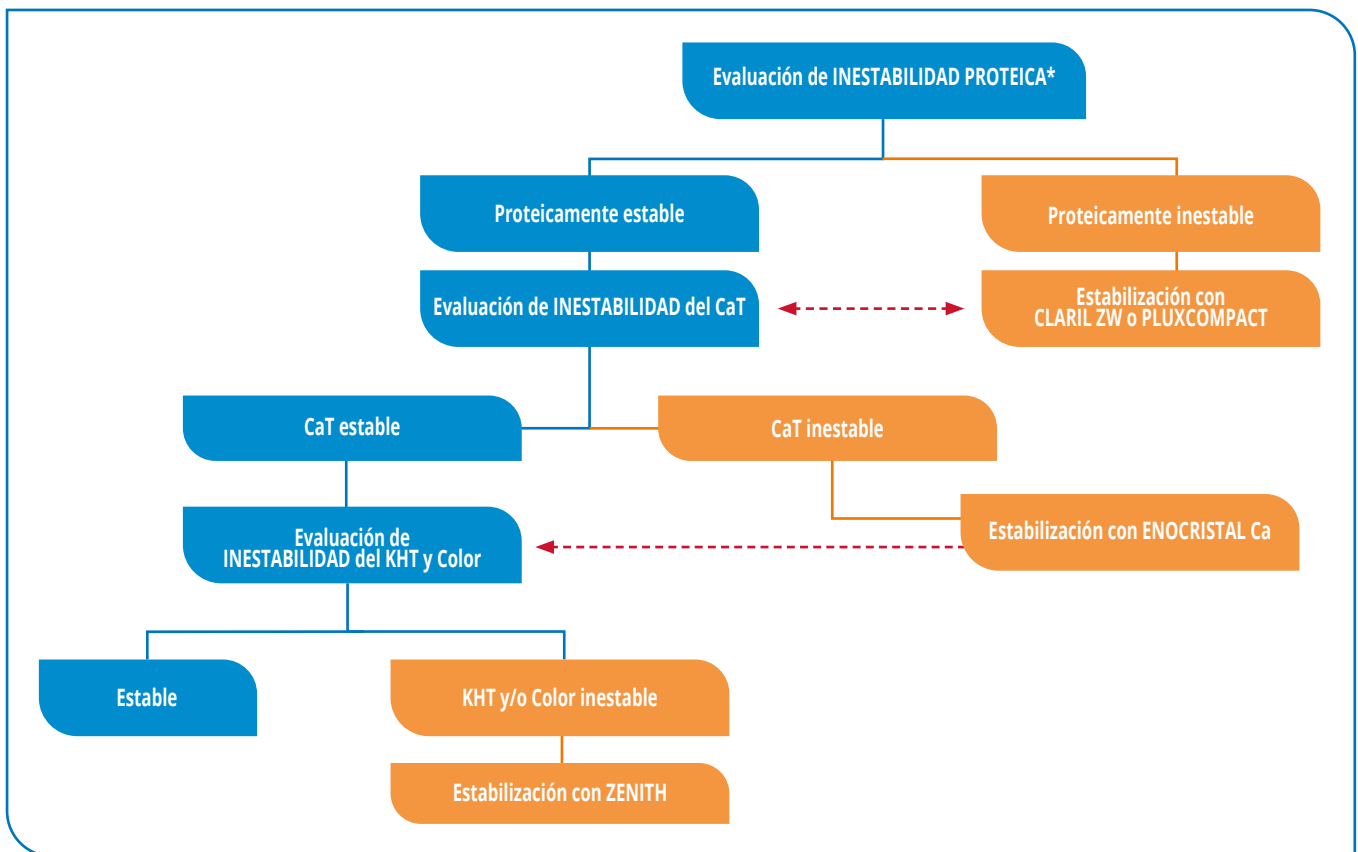 Evaluación de INESTABILIDAD PROTEICA*
Proteicamente estable
Proteicamente inestable
Evaluación de INESTABILIDAD del CaT
Estabilización con
CLARIL ZW o PLUXCOMPACT
CaT estable
CaT inestable
Evaluación de
INESTABILIDAD del KHT y Color
Estabilización con ENOCRISTAL Ca
Estable
KHT y/o Color inestable
Estabilización con ZENITH